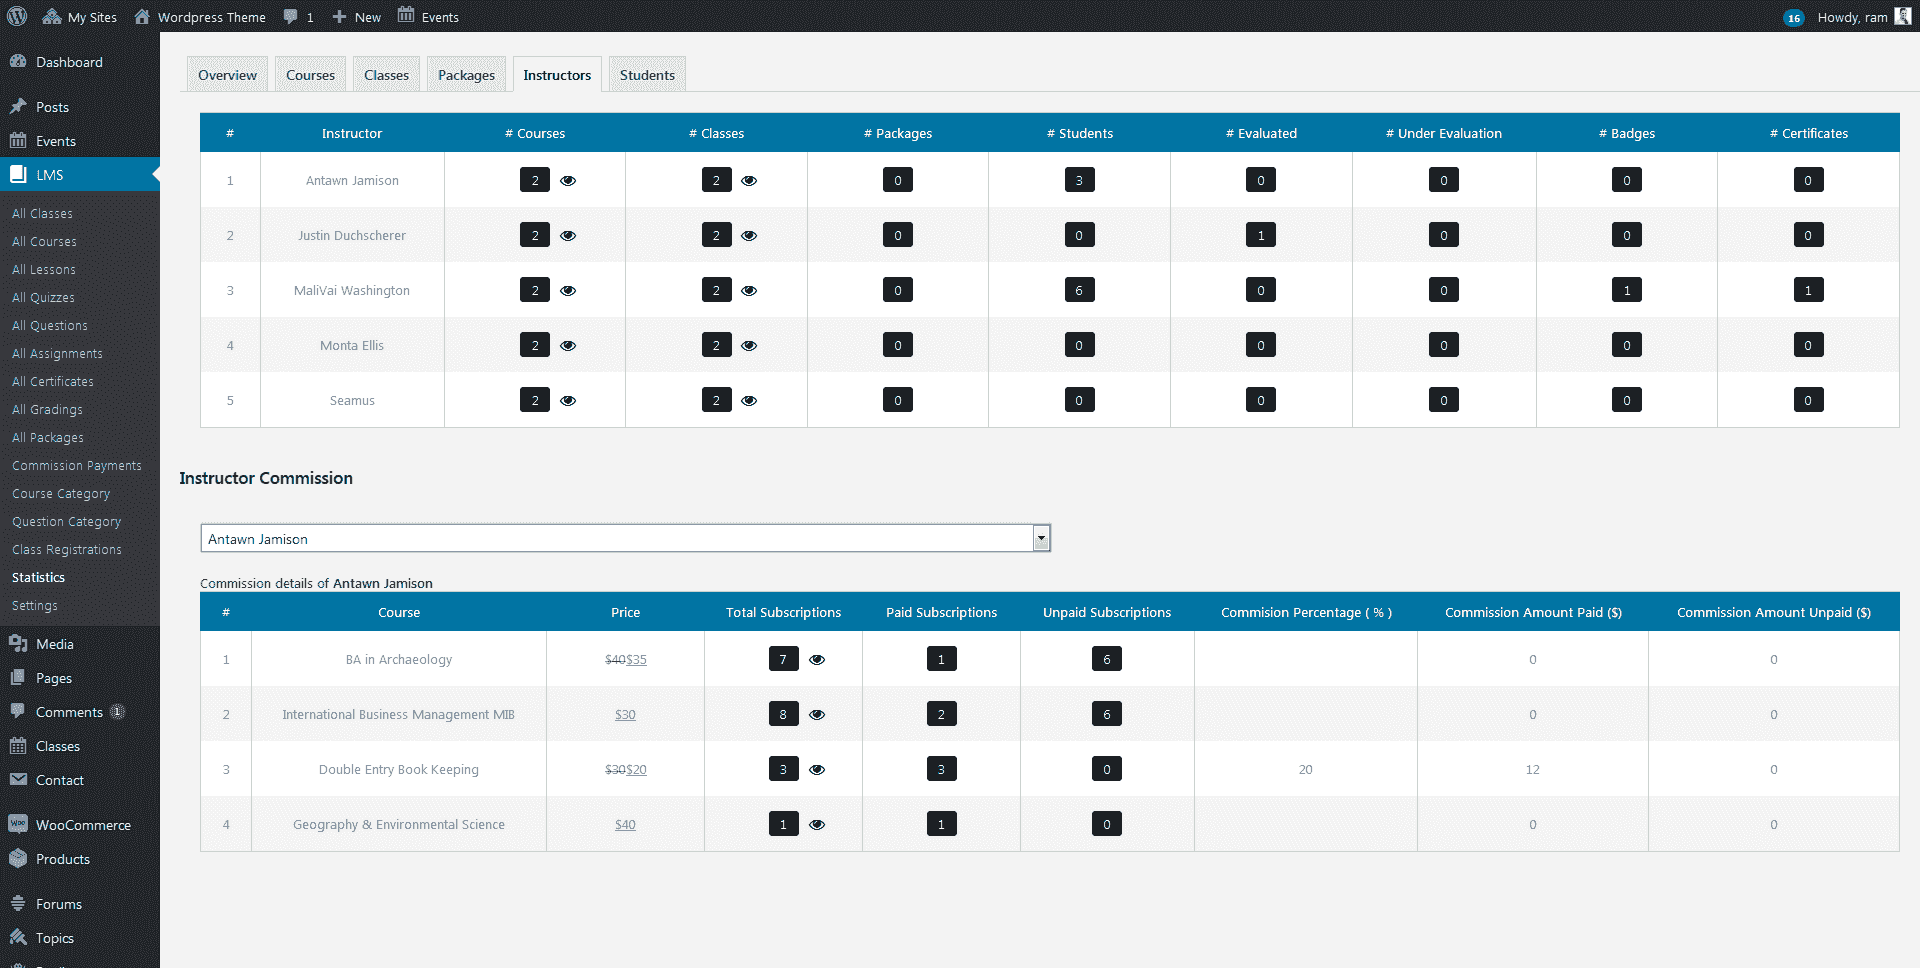 My Sites Wordpress Theme 1 New Events 16 Howdy, ram
Dashboard
Posts
Events
LMS
All Classes
All Courses
All Lessons
All Quizzes
All Questions
All Assignments
All Certificates
All Gradings
All Packages
Commission Payments
Course Category
Question Category
Class Registrations
Statistics
Settings
Media
Pages
Comments 1
Classes
Contact
Woo WooCommerce
Products
Forums
Topics
Overview Courses Classes Packages Instructors Students
# Instructor # Courses # Classes # Packages # Students # Evaluated # Under Evaluation # Badges # Certificates
1 Antawn Jamison 2 2 0 3 0 0 0 0
2 Justin Duchscherer 2 2 0 0 1 0 0 0
3 MaliVai Washington 2 2 0 6 0 0 1 1
4 Monta Ellis 2 2 0 0 0 0 0 0
5 Seamus 2 2 0 0 0 0 0 0
Instructor Commission
Antawn Jamison
Commission details of Antawn Jamison
# Course Price Total Subscriptions Paid Subscriptions Unpaid Subscriptions Commision Percentage ( % ) Commission Amount Paid ($) Commission Amount Unpaid ($)
1 BA in Archaeology $40$35 7 1 6 0 0
2 International Business Management MIB $30 8 2 6 0 0
3 Double Entry Book Keeping $30$20 3 3 0 20 12 0
4 Geography & Environmental Science $40 1 1 0 0 0